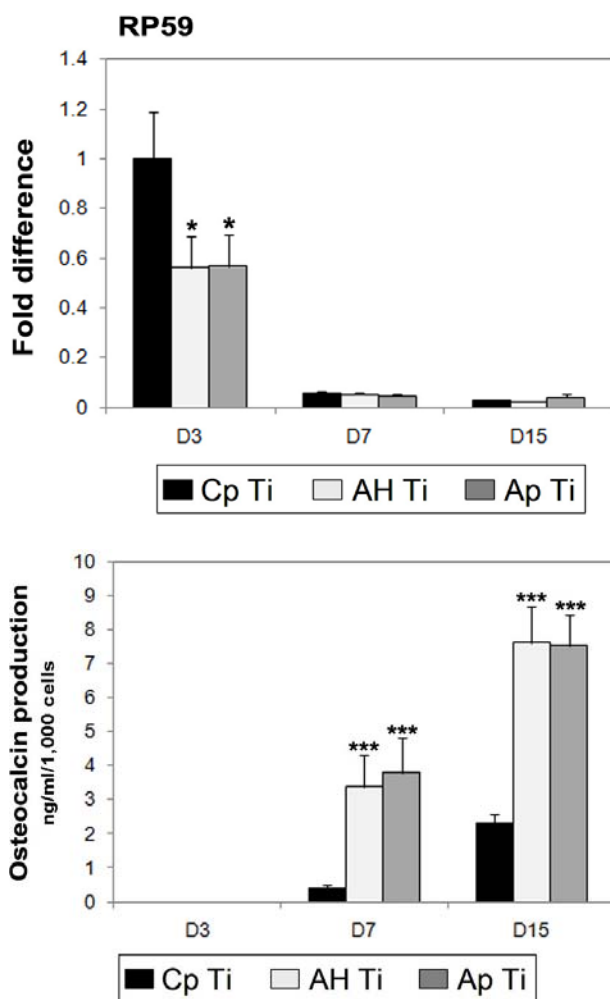 RP59
Fold difference
1.4
1.2
1
0.8
0.6
0.4
0.2
0
* *
D3 D7 D15
Cp Ti AH Ti Ap Ti
Osteocalcin production
ng/ml/1,000 cells
10
9
8
7
6
5
4
3
2
1
0
*** ***
*** ***
D3 D7 D15
Cp Ti AH Ti Ap Ti